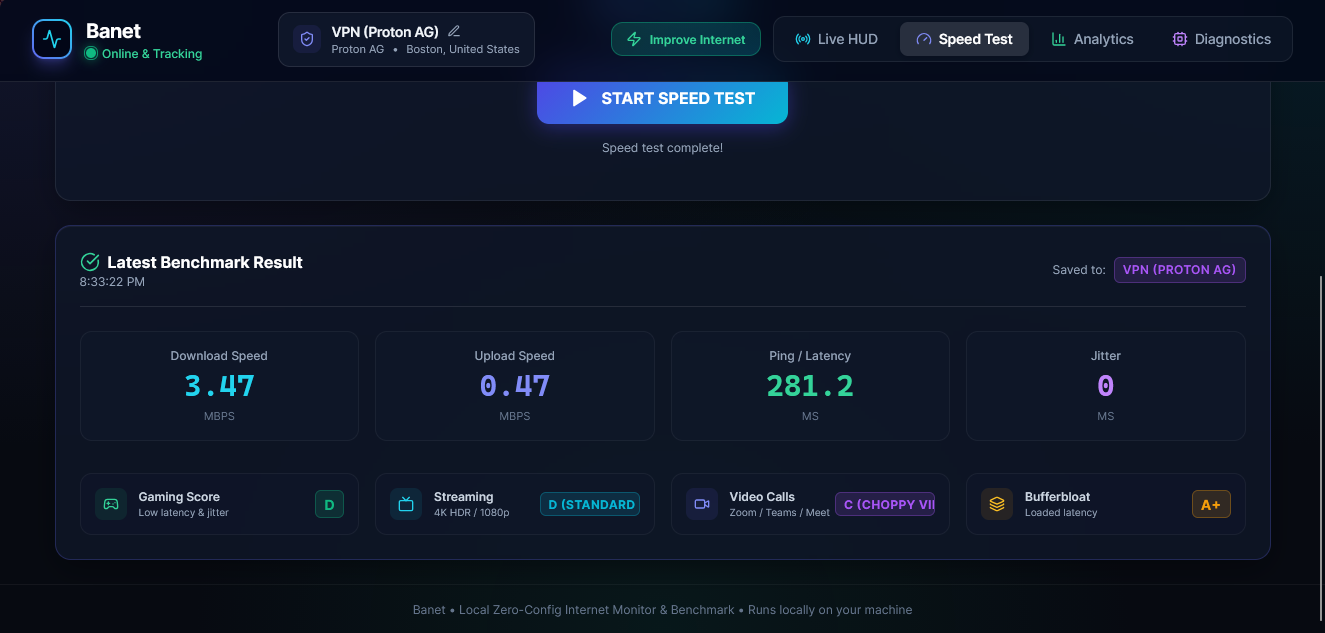 Banet
Online & Tracking
VPN (Proton AG)
Proton AG • Boston, United States
Improve Internet
Live HUD
Speed Test
Analytics
Diagnostics
START SPEED TEST
Speed test complete!
Latest Benchmark Result
8:33:22 PM
Saved to:
VPN (PROTON AG)
Download Speed
3.47
MBPS
Upload Speed
0.47
MBPS
Ping / Latency
281.2
MS
Jitter
0
MS
Gaming Score
Low latency & jitter
D
Streaming
4K HDR / 1080p
D (STANDARD
Video Calls
Zoom / Teams / Meet
C (CHOPPY VI
Bufferbloat
Loaded latency
A+
Banet • Local Zero-Config Internet Monitor & Benchmark • Runs locally on your machine